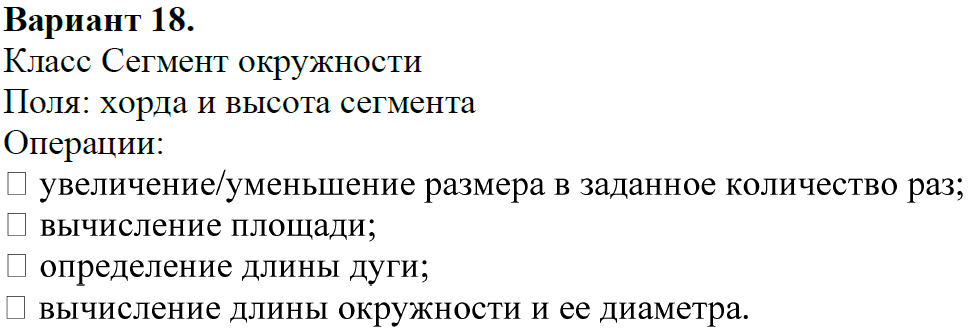 Вариант 18.
Класс Сегмент окружности
Поля: хорда и высота сегмента
Операции:
□ увеличение/уменьшение размера в заданное количество раз;
□ вычисление площади;
□ определение длины дуги;
□ вычисление длины окружности и ее диаметра.